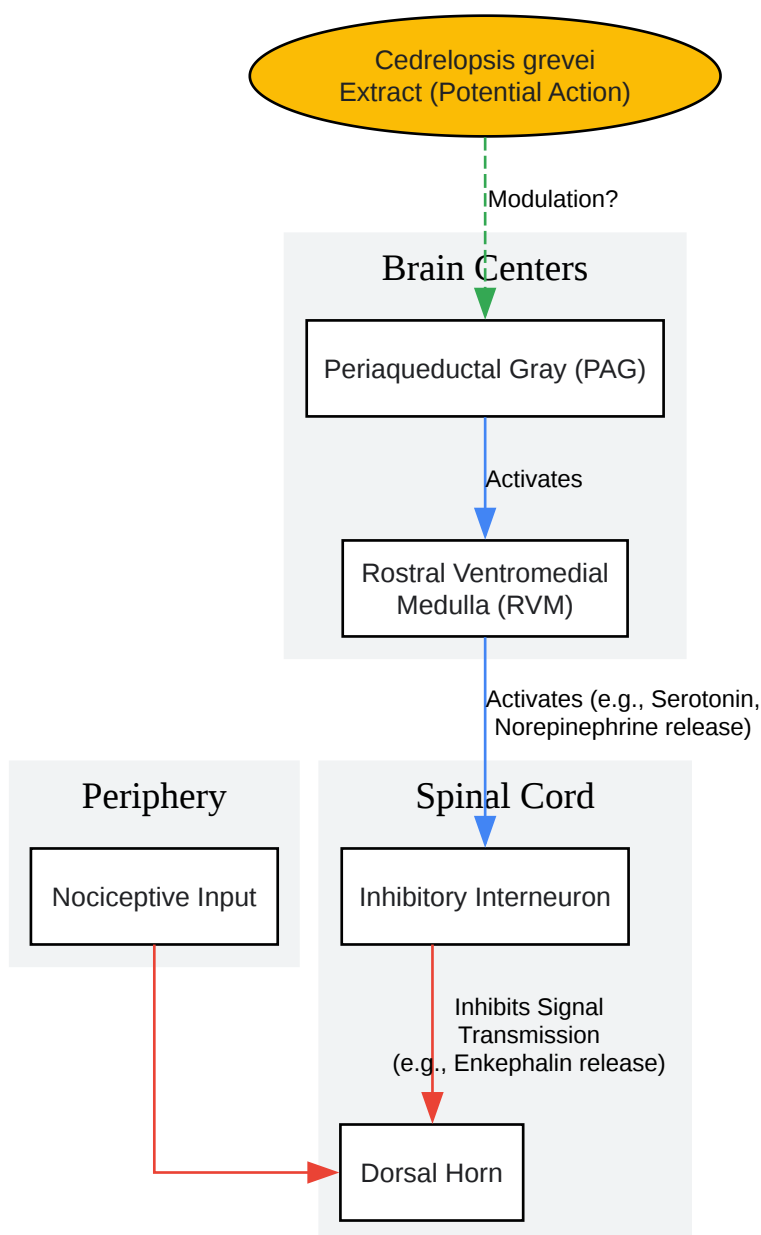 Cedrelopsis grevei
Extract (Potential Action)
Modulation?
Brain Centers
Periaqueductal Gray (PAG)
Activates
Rostral Ventromedial
Medulla (RVM)
Activates (e.g., Serotonin,
Norepinephrine release)
Periphery
Spinal Cord
Nociceptive Input
Inhibitory Interneuron
Inhibits Signal
Transmission
(e.g., Enkephalin release)
Dorsal Horn